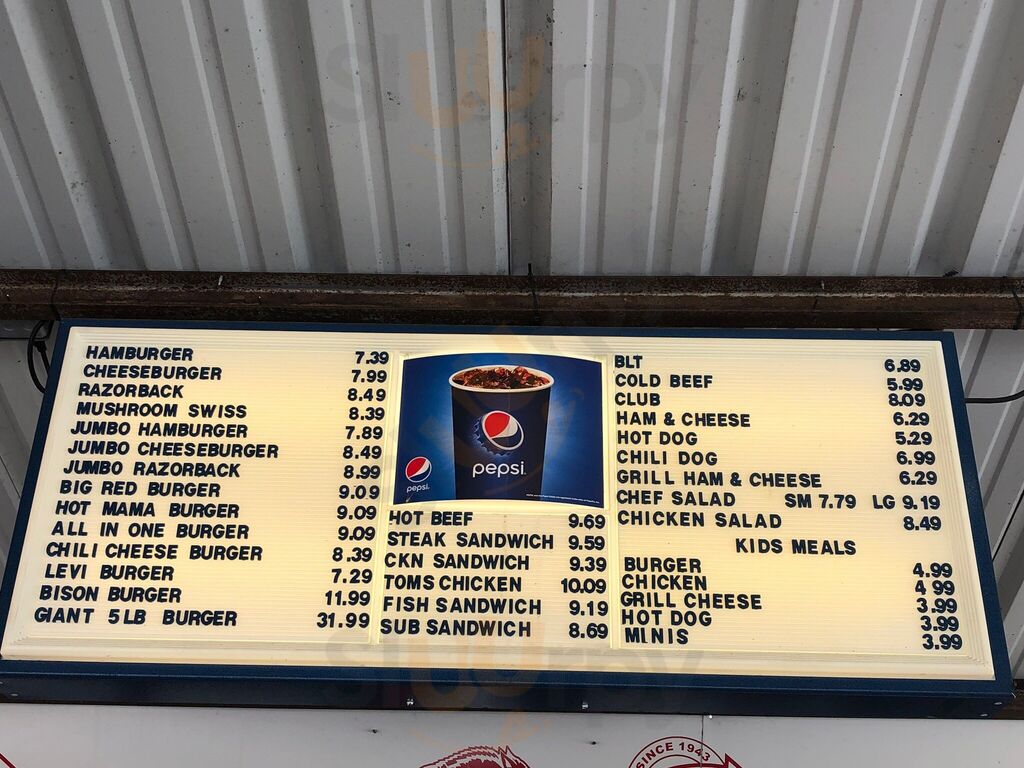 Slurpy
HAMBURGER 7.39
CHEESEBURGER 7.99
RAZORBACK 8.49
MUSHROOM SWISS 8.39
JUMBO HAMBURGER 7.89
JUMBO CHEESEBURGER 8.49
JUMBO RAZORBACK 8.99
BIG RED BURGER 9.09
HOT MAMA BURGER 9.09
ALL IN ONE BURGER 9.09
CHILI CHEESE BURGER 8.39
LEVI BURGER 7.29
BISON BURGER 11.99
GIANT 5 LB BURGER 31.99
pepsi
pepsi
HOT BEEF 9.69
STEAK SANDWICH 9.59
CKN SANDWICH 9.39
TOMS CHICKEN 10.09
FISH SANDWICH 9.19
SUB SANDWICH 8.69
BLT 6.89
COLD BEEF 5.99
CLUB 8.09
HAM & CHEESE 6.29
HOT DOG 5.29
CHILI DOG 6.99
GRILL HAM & CHEESE 6.29
CHEF SALAD SM 7.79 LG 9.19
CHICKEN SALAD 8.49
KIDS MEALS
BURGER 4.99
CHICKEN 4 99
GRILL CHEESE 3.99
HOT DOG 3.99
MINIS 3.99
Slurpy
SINCE 1943